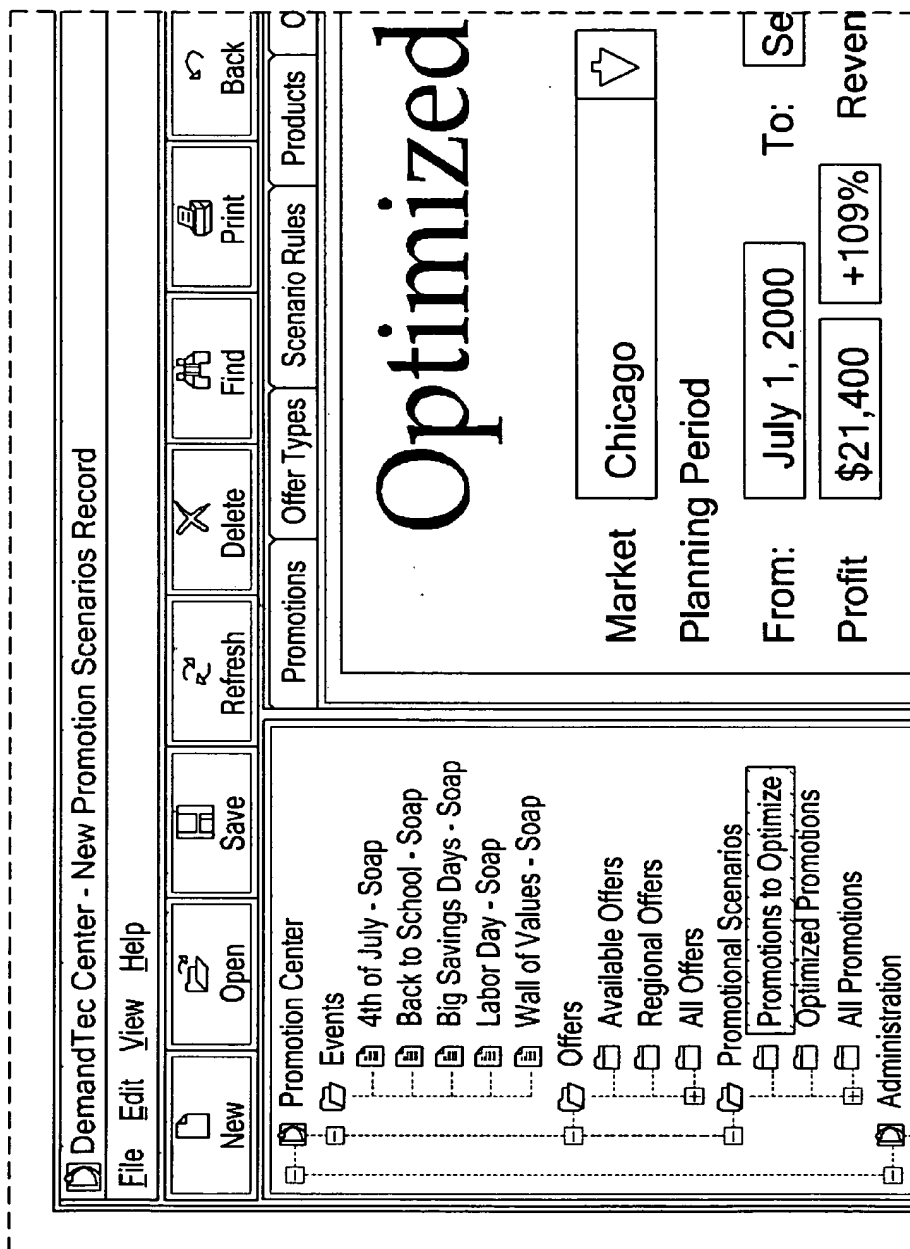 DemandTec Center - New Promotion Scenarios Record
File Edit View Help
New Open Save Refresh Delete Find Print Back
Promotion Center
Events
4th of July - Soap
Back to School - Soap
Big Savings Days - Soap
Labor Day - Soap
Wall of Values - Soap
Offers
Available Offers
Regional Offers
All Offers
Promotional Scenarios
Promotions to Optimize
Optimized Promotions
All Promotions
Administration
Promotions Offer Types Scenario Rules Products O
Optimized
Market Chicago
Planning Period
From: July 1, 2000 To: Se
Profit $21,400 +109% Reven